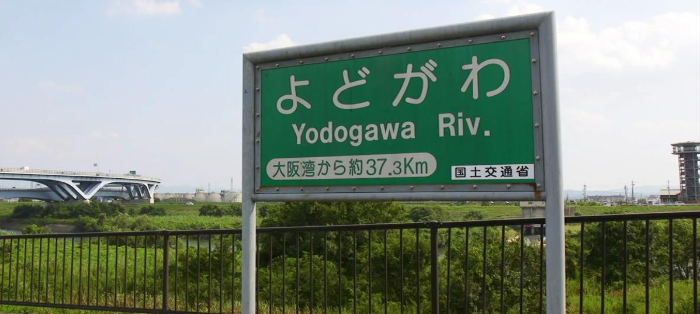 よどがわ
Yodogawa Riv.
大阪湾から約37.3Km
国土交通省